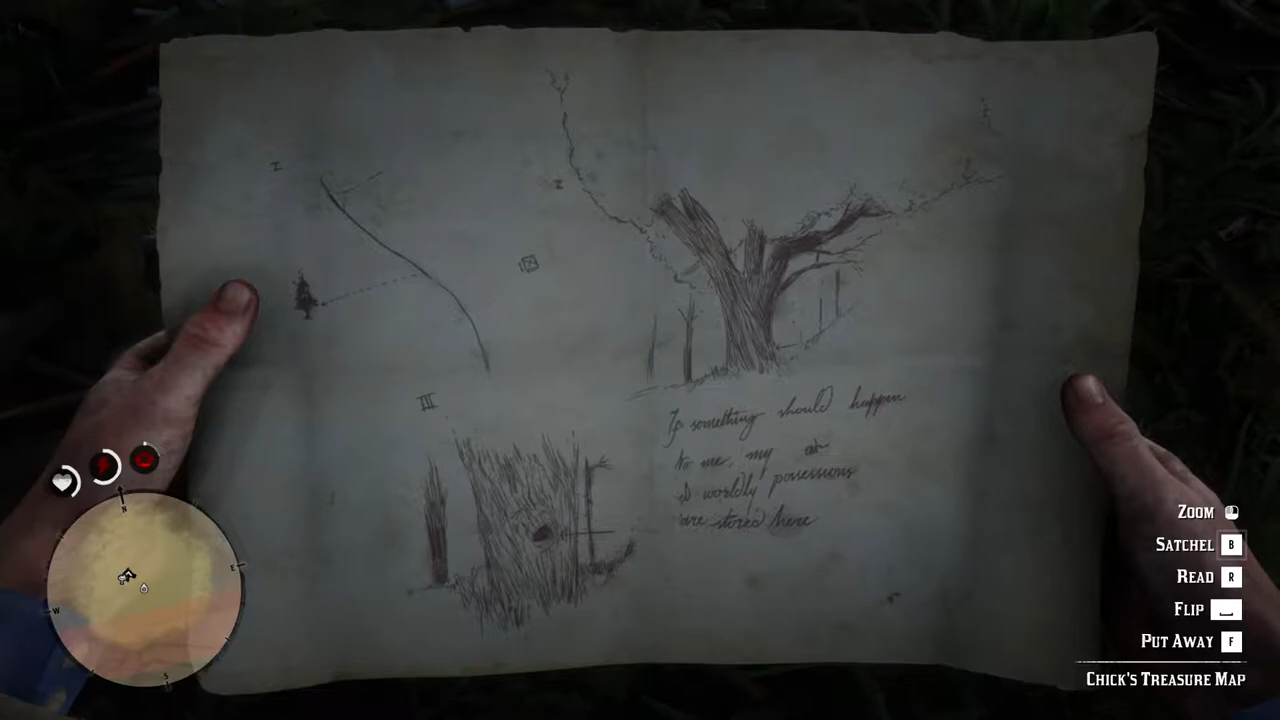 I
I
III
If something should happen
to me, my
worldly possessions
are stored here
N
E
W
S
Zoom
Satchel B
Read R
Flip
Put Away F
Chick's Treasure Map